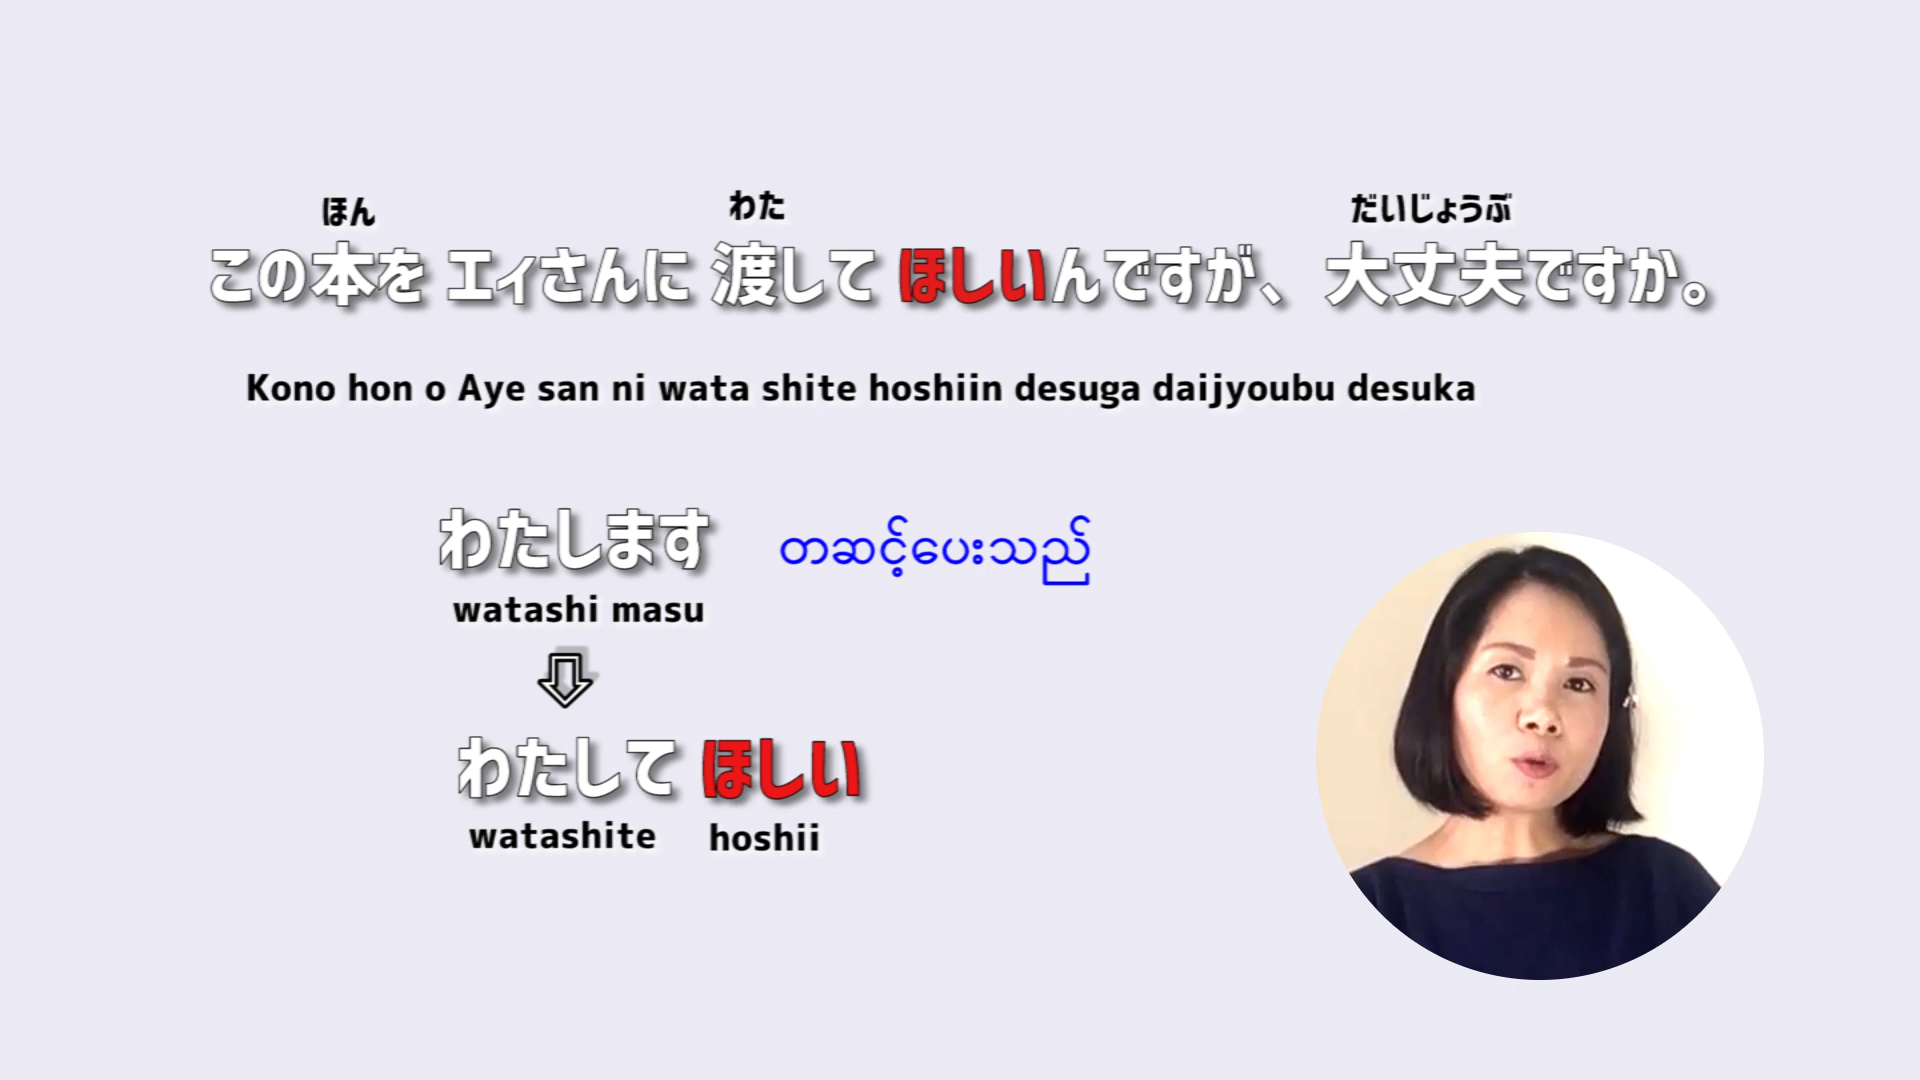 ほん わた だいじょうぶ
この本を エィさんに 渡して ほしいんですが、 大丈夫ですか。
Kono hon o Aye san ni wata shite hoshiin desuga daijyoubu desuka
わたします တဆင့်ပေးသည်
watashi masu
わたして ほしい
watashite hoshii